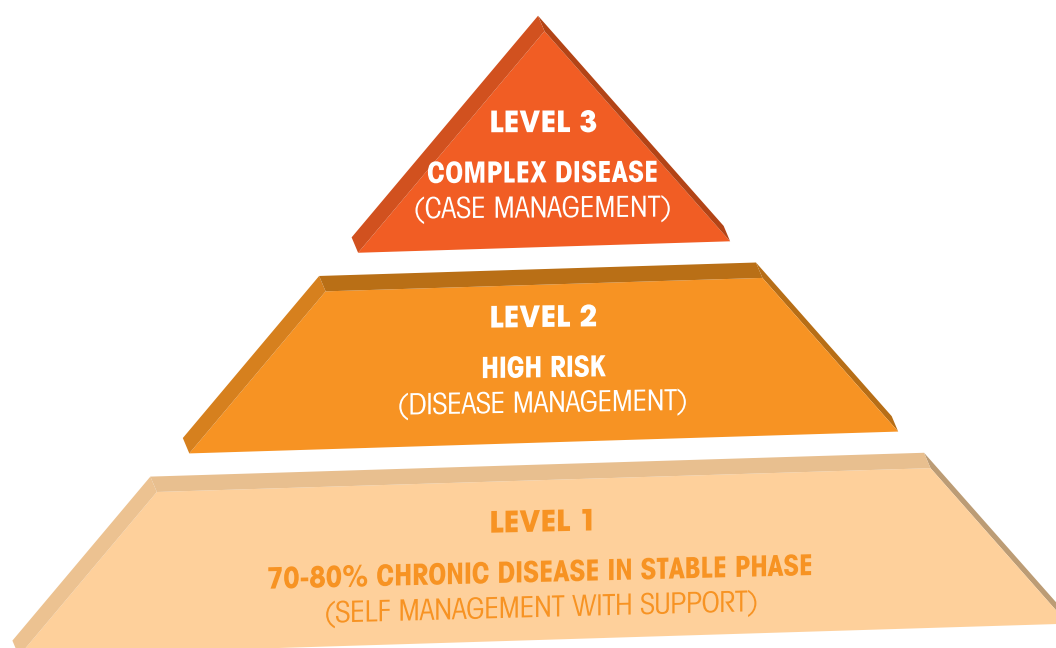 LEVEL 3
COMPLEX DISEASE
(CASE MANAGEMENT)
LEVEL 2
HIGH RISK
(DISEASE MANAGEMENT)
LEVEL 1
70-80% CHRONIC DISEASE IN STABLE PHASE
(SELF MANAGEMENT WITH SUPPORT)